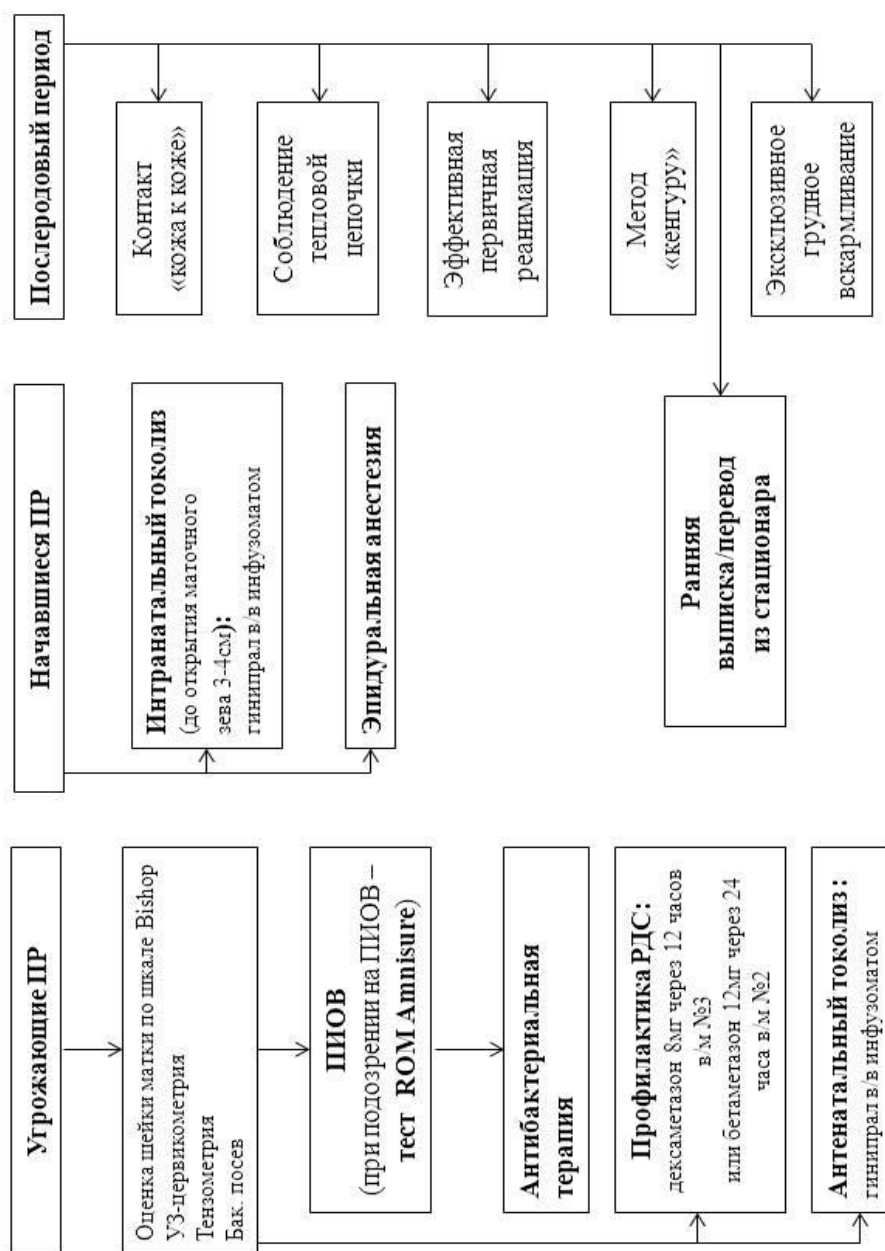 Угрожающие ПР
Оценка шейки матки по шкале Bishop
УЗ-цервикометрия
Тензометрия
Бак. посев
ПИОВ
(при подозрении на ПИОВ –
тест ROM Amnisure)
Антибактериальная
терапия
Профилактика РДС:
дексаметазон 8мг через 12 часов
в/м №3
или бетаметазон 12мг через 24
часа в/м №2
Антенатальный токолиз :
гинипрал в/в инфузоматом
Начавшиеся ПР
Интранатальный токолиз
(до открытия маточного
зева 3-4см):
гинипрал в/в инфузоматом
Эпидуральная анестезия
Ранняя
выписка/перевод
из стационара
Послеродовый период
Контакт
«кожа к коже»
Соблюдение
тепловой
цепочки
Эффективная
первичная
реанимация
Метод
«кенгуру»
Эксклюзивное
грудное
вскармливание